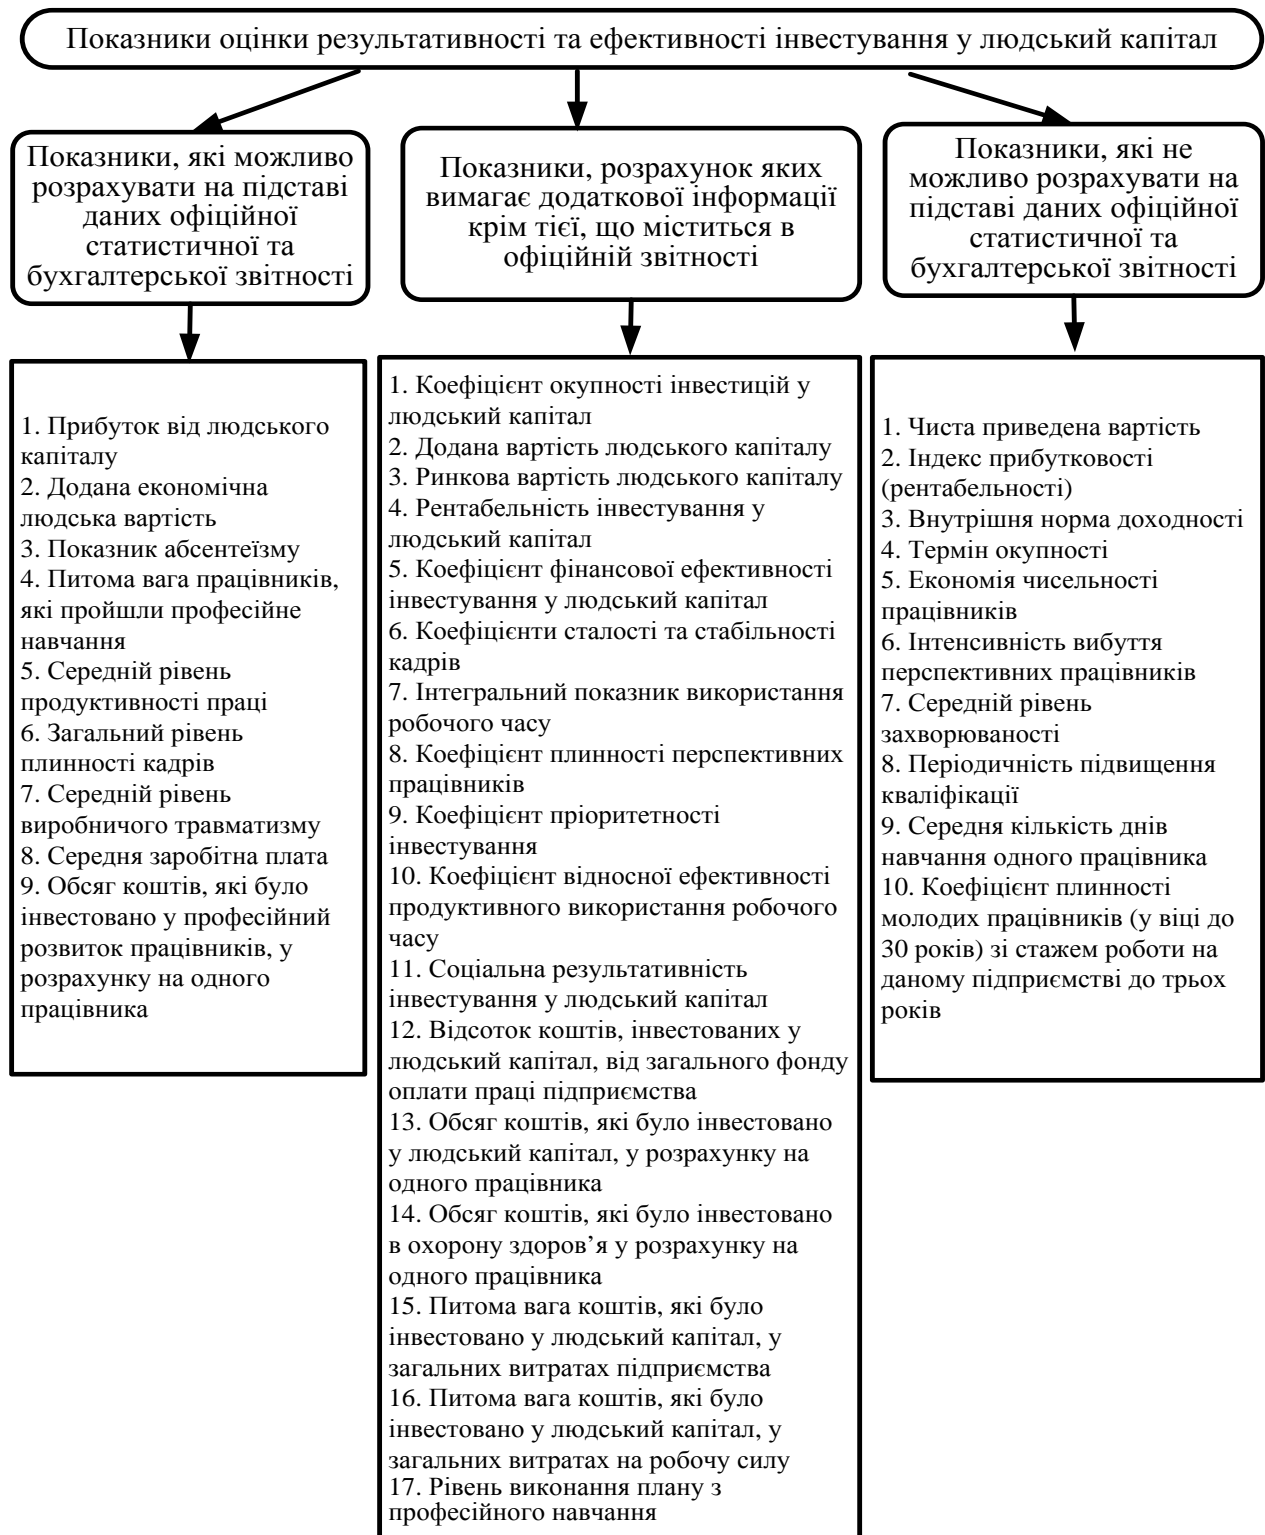 Показники оцінки результативності та ефективності інвестування у людський капітал
Показники, які можливо
розрахувати на підставі
даних офіційної
статистичної та
бухгалтерської звітності
Показники, розрахунок яких
вимагає додаткової інформації
крім тієї, що міститься в
офіційній звітності
Показники, які не
можливо розрахувати на
підставі даних офіційної
статистичної та
бухгалтерської звітності
1. Прибуток від людського
капіталу
2. Додана економічна
людська вартість
3. Показник абсентеїзму
4. Питома вага працівників,
які пройшли професійне
навчання
5. Середній рівень
продуктивності праці
6. Загальний рівень
плинності кадрів
7. Середній рівень
виробничого травматизму
8. Середня заробітна плата
9. Обсяг коштів, які було
інвестовано у професійний
розвиток працівників, у
розрахунку на одного
працівника
1. Коефіцієнт окупності інвестицій у
людський капітал
2. Додана вартість людського капіталу
3. Ринкова вартість людського капіталу
4. Рентабельність інвестування у
людський капітал
5. Коефіцієнт фінансової ефективності
інвестування у людський капітал
6. Коефіцієнти сталості та стабільності
кадрів
7. Інтегральний показник використання
робочого часу
8. Коефіцієнт плинності перспективних
працівників
9. Коефіцієнт пріоритетності
інвестування
10. Коефіцієнт відносної ефективності
продуктивного використання робочого
часу
11. Соціальна результативність
інвестування у людський капітал
12. Відсоток коштів, інвестованих у
людський капітал, від загального фонду
оплати праці підприємства
13. Обсяг коштів, які було інвестовано
у людський капітал, у розрахунку на
одного працівника
14. Обсяг коштів, які було інвестовано
в охорону здоров’я у розрахунку на
одного працівника
15. Питома вага коштів, які було
інвестовано у людський капітал, у
загальних витратах підприємства
16. Питома вага коштів, які було
інвестовано у людський капітал, у
загальних витратах на робочу силу
17. Рівень виконання плану з
професійного навчання
1. Чиста приведена вартість
2. Індекс прибутковості
(рентабельності)
3. Внутрішня норма доходності
4. Термін окупності
5. Економія чисельності
працівників
6. Інтенсивність вибуття
перспективних працівників
7. Середній рівень
захворюваності
8. Періодичність підвищення
кваліфікації
9. Середня кількість днів
навчання одного працівника
10. Коефіцієнт плинності
молодих працівників (у віці до
30 років) зі стажем роботи на
даному підприємстві до трьох
років